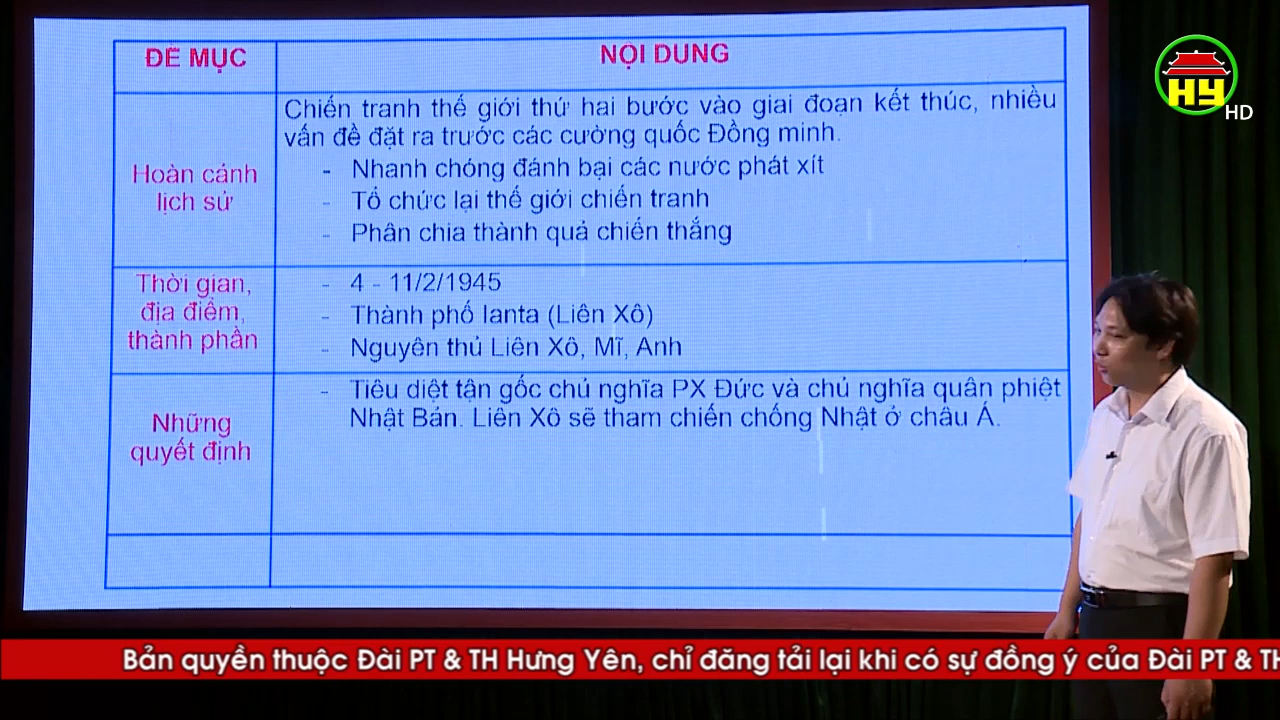 ĐỀ MỤC
NỘI DUNG
Chiến tranh thế giới thứ hai bước vào giai đoạn kết thúc, nhiều
vấn đề đặt ra trước các cường quốc Đồng minh.
Hoàn cảnh
lịch sử
- Nhanh chóng đánh bại các nước phát xít
- Tổ chức lại thế giới chiến tranh
- Phân chia thành quả chiến thắng
Thời gian,
địa điểm,
thành phần
- 4 - 11/2/1945
- Thành phố Ianta (Liên Xô)
- Nguyên thủ Liên Xô, Mĩ, Anh
Những
quyết định
- Tiêu diệt tận gốc chủ nghĩa PX Đức và chủ nghĩa quân phiệt
Nhật Bản. Liên Xô sẽ tham chiến chống Nhật ở châu Á.
HY HD
Bản quyền thuộc Đài PT & TH Hưng Yên, chỉ đăng tải lại khi có sự đồng ý của Đài PT & TH